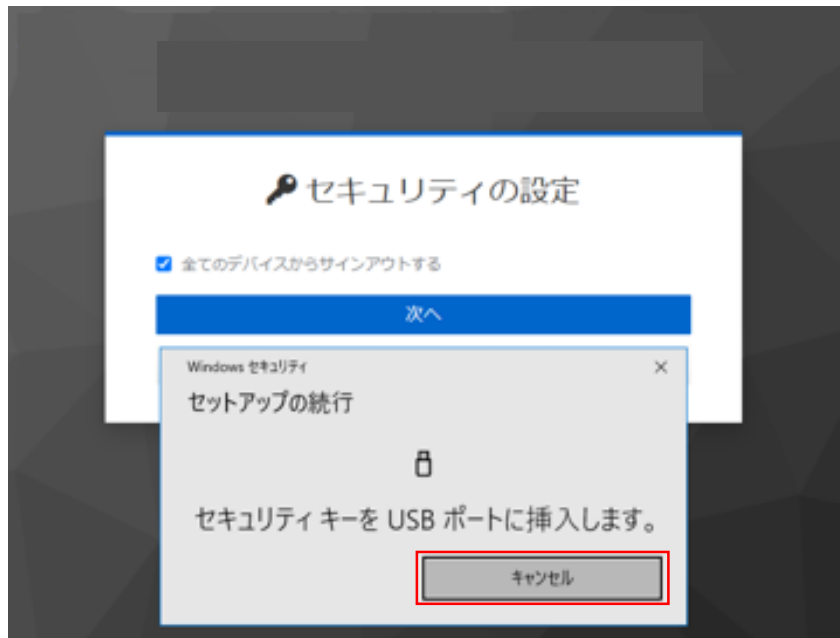 セキュリティの設定
全てのデバイスからサインアウトする
次へ
Windows セキュリティ
セットアップの続行
セキュリティ キーを USB ポートに挿入します。
キャンセル